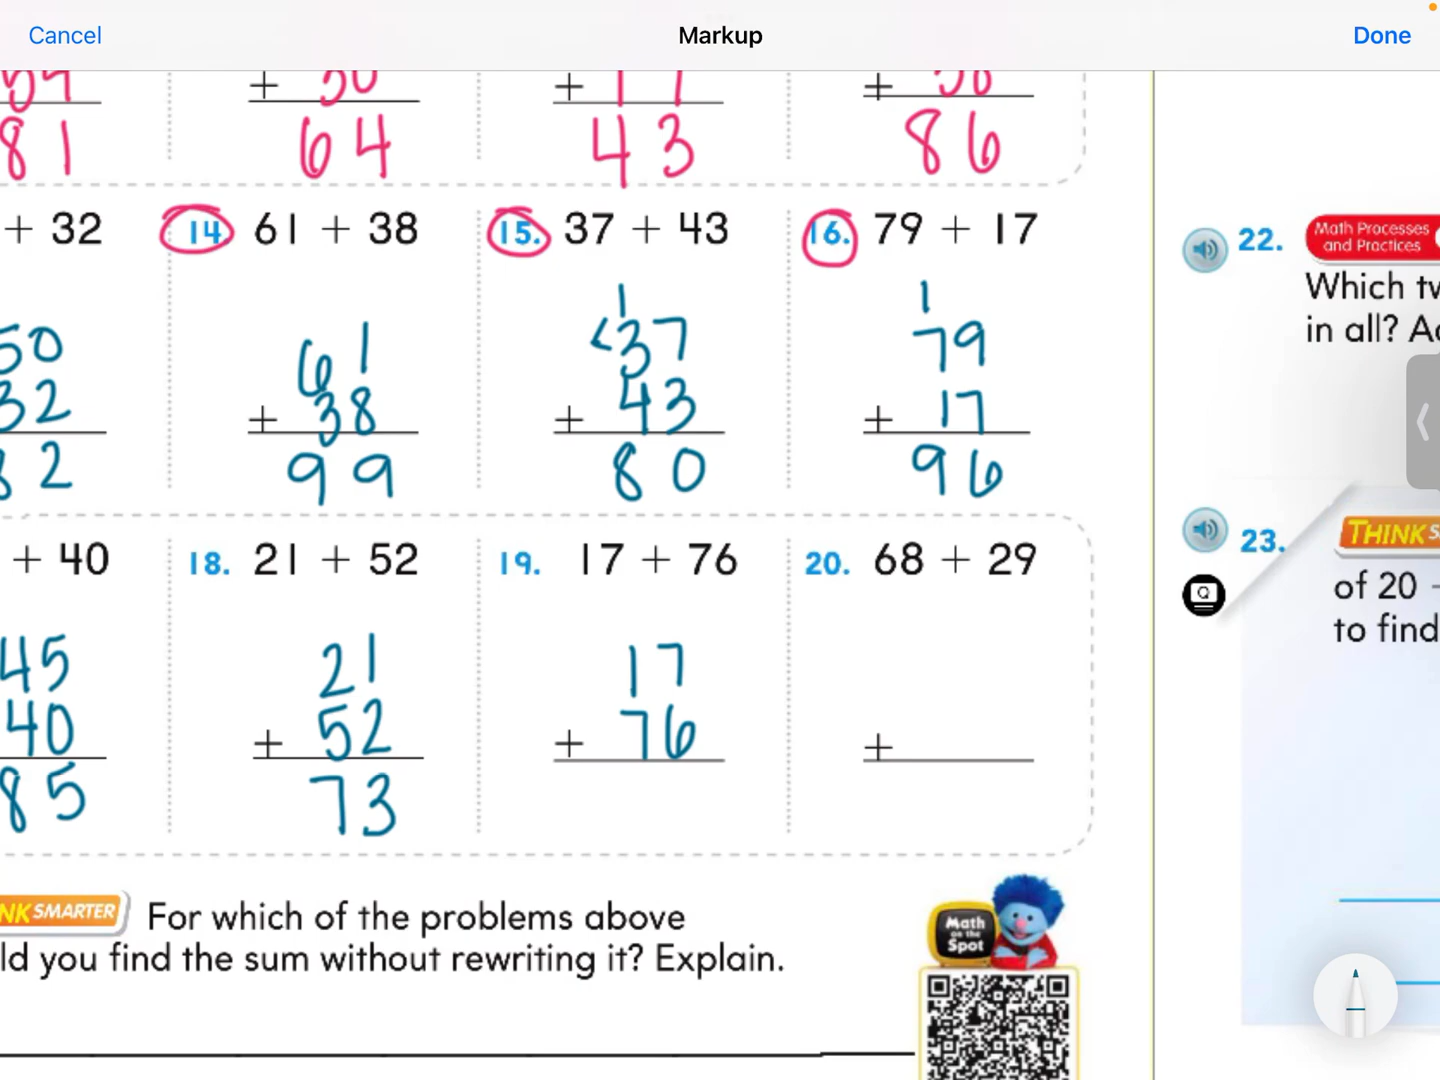 Cancel Markup Done
81 + 64 + 11 43 + 86
+ 32 14 61 + 38 15. 37 + 43 16. 79 + 17
1 1
50 61 37 79
32 + 38 + 43 + 17
82 99 80 96
+ 40 18. 21 + 52 19. 17 + 76 20. 68 + 29
45 21 17
40 + 52 + 76 +
85 73
NKSMARTER For which of the problems above
ld you find the sum without rewriting it? Explain.
Math
on the
Spot
22. Math Processes
and Practices
Which tw
in all? Ad
23. THINKS
of 20
to find